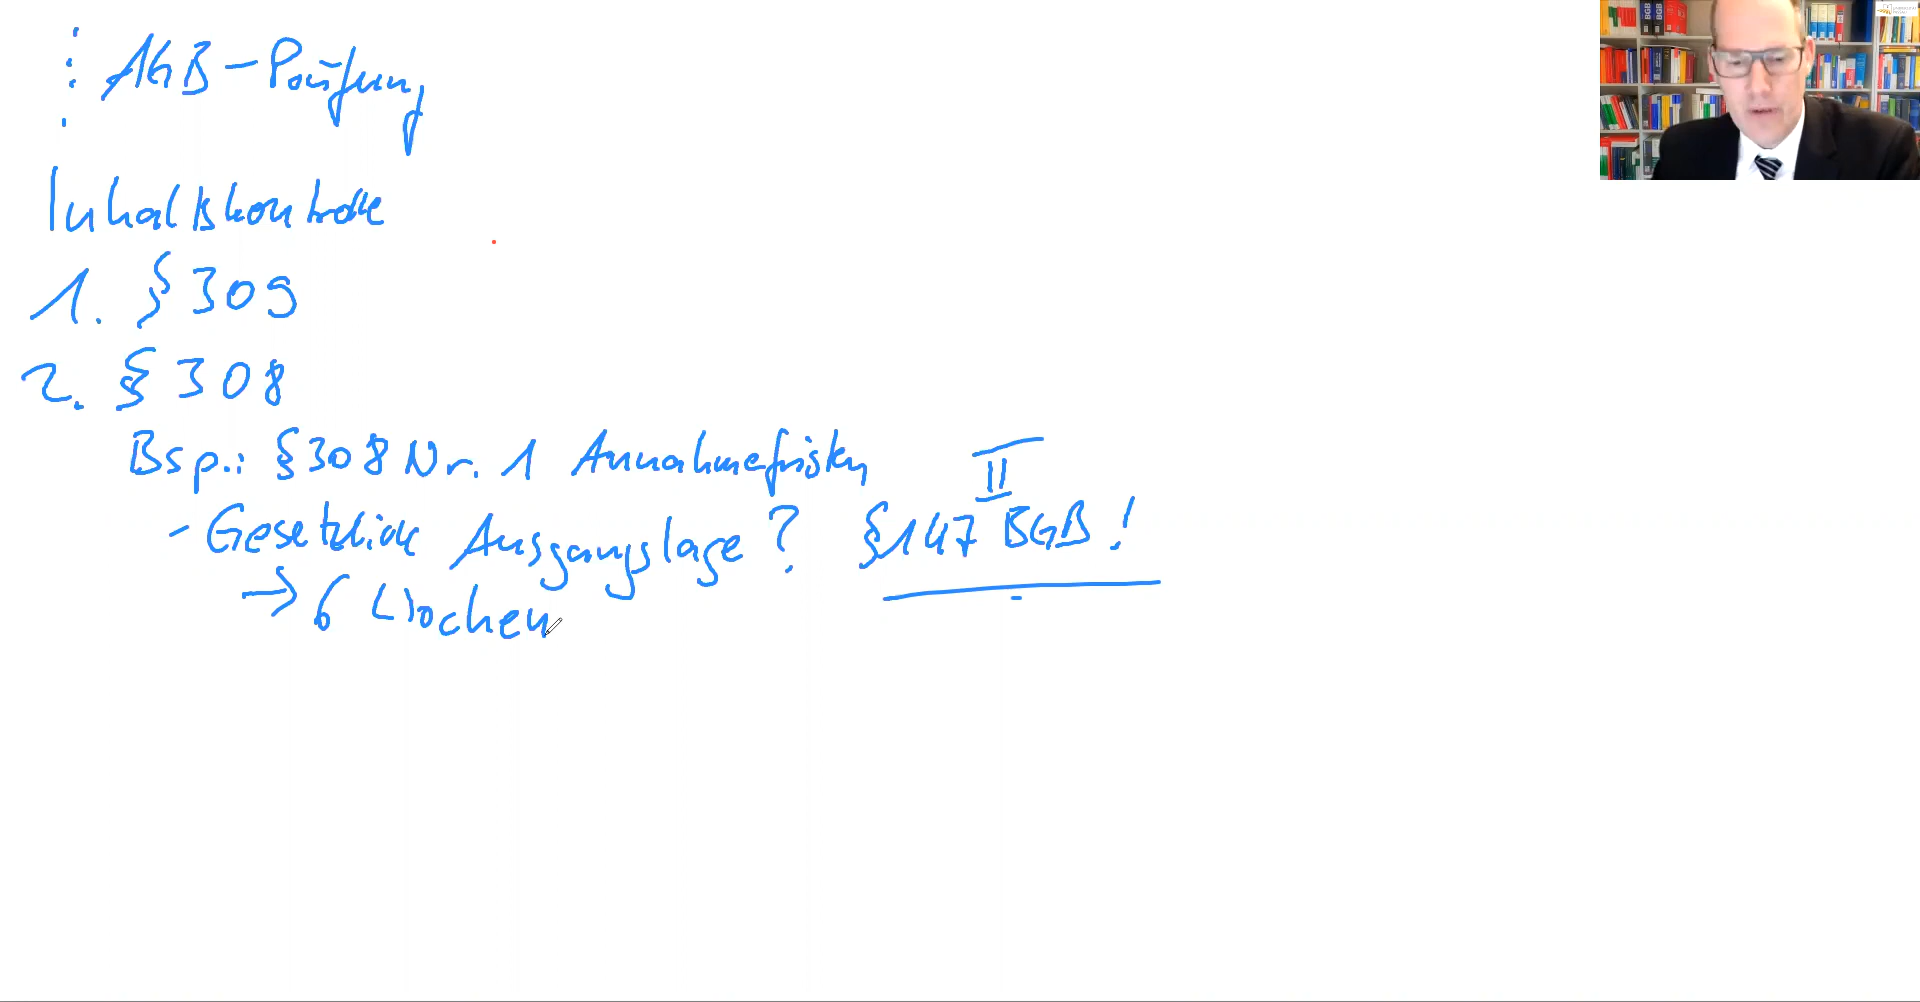 AGB-Prüfung
Inhaltskontrolle
1. § 309
2. § 308
Bsp.: § 308 Nr. 1 Annahmefristen
- Gesetzliche Ausgangslage? § 147 II BGB!
→ 6 Wochen
BGB